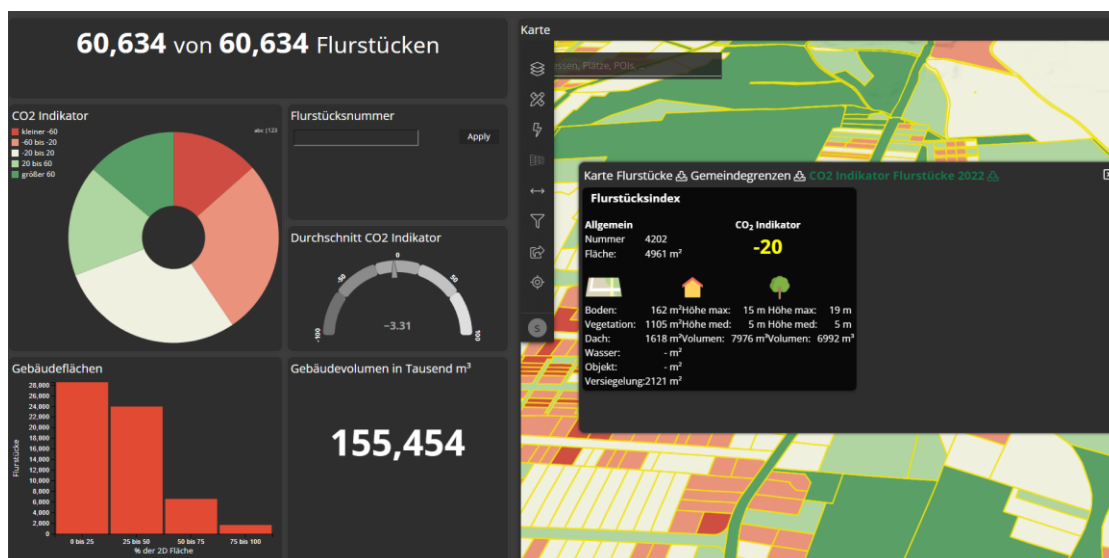 60,634 von 60,634 Flurstücken
CO2 Indikator
kleiner -60
-60 bis -20
-20 bis 20
20 bis 60
größer 60
abc |123
Flurstücksnummer
Apply
Durchschnitt CO2 Indikator
-100
-50
0
50
100
−3.31
Gebäudeflächen
Flurstücke
28,000
26,000
24,000
22,000
20,000
18,000
16,000
14,000
12,000
10,000
8,000
6,000
4,000
2,000
0
0 bis 25 25 bis 50 50 bis 75 75 bis 100
% der 2D Fläche
Gebäudevolumen in Tausend m³
155,454
Karte
essen, Plätze, POIs, ...
S
Karte Flurstücke Gemeindegrenzen CO2 Indikator Flurstücke 2022
Flurstücksindex
Allgemein CO₂ Indikator
Nummer 4202
-20
Fläche: 4961 m²
Boden: 162 m² Höhe max: 15 m Höhe max: 19 m
Vegetation: 1105 m² Höhe med: 5 m Höhe med: 5 m
Dach: 1618 m² Volumen: 7976 m³ Volumen: 6992 m³
Wasser: - m²
Objekt: - m²
Versiegelung: 2121 m²